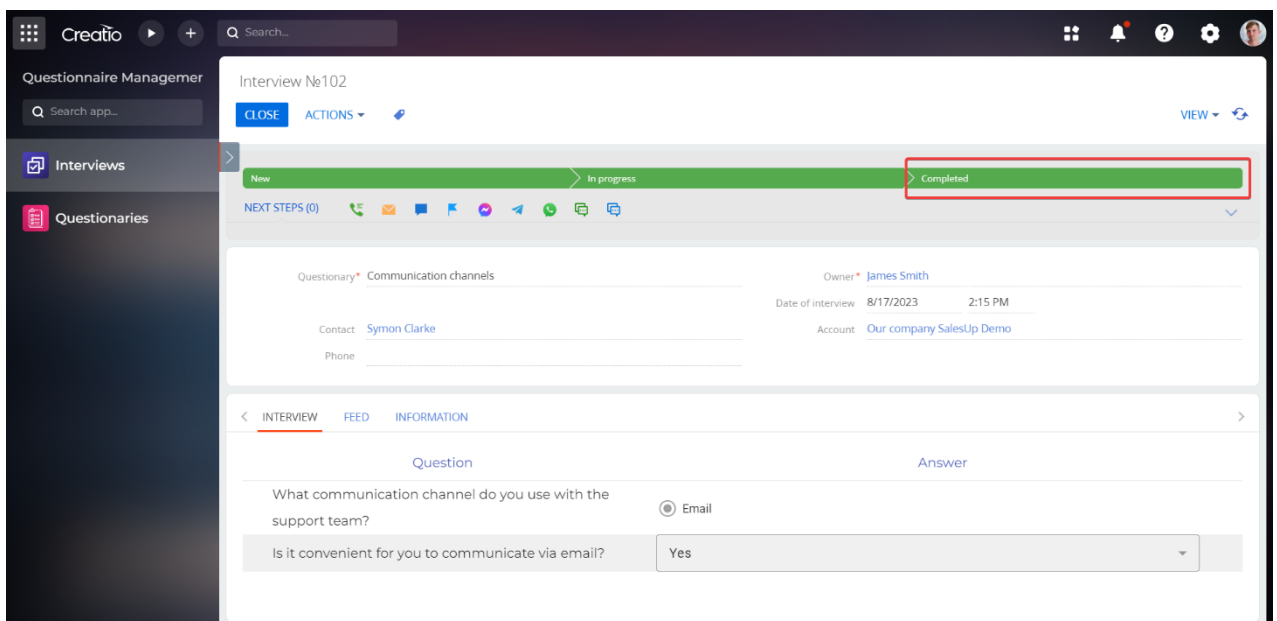 Creatio
Search...
Questionnaire Managemer
Search app...
Interviews
Questionaries
Interview №102
CLOSE ACTIONS VIEW
New In progress Completed
NEXT STEPS (0)
Questionary* Communication channels
Owner* James Smith
Date of interview 8/17/2023 2:15 PM
Contact Symon Clarke
Account Our company SalesUp Demo
Phone
INTERVIEW FEED INFORMATION
Question Answer
What communication channel do you use with the
support team?
Email
Is it convenient for you to communicate via email? Yes